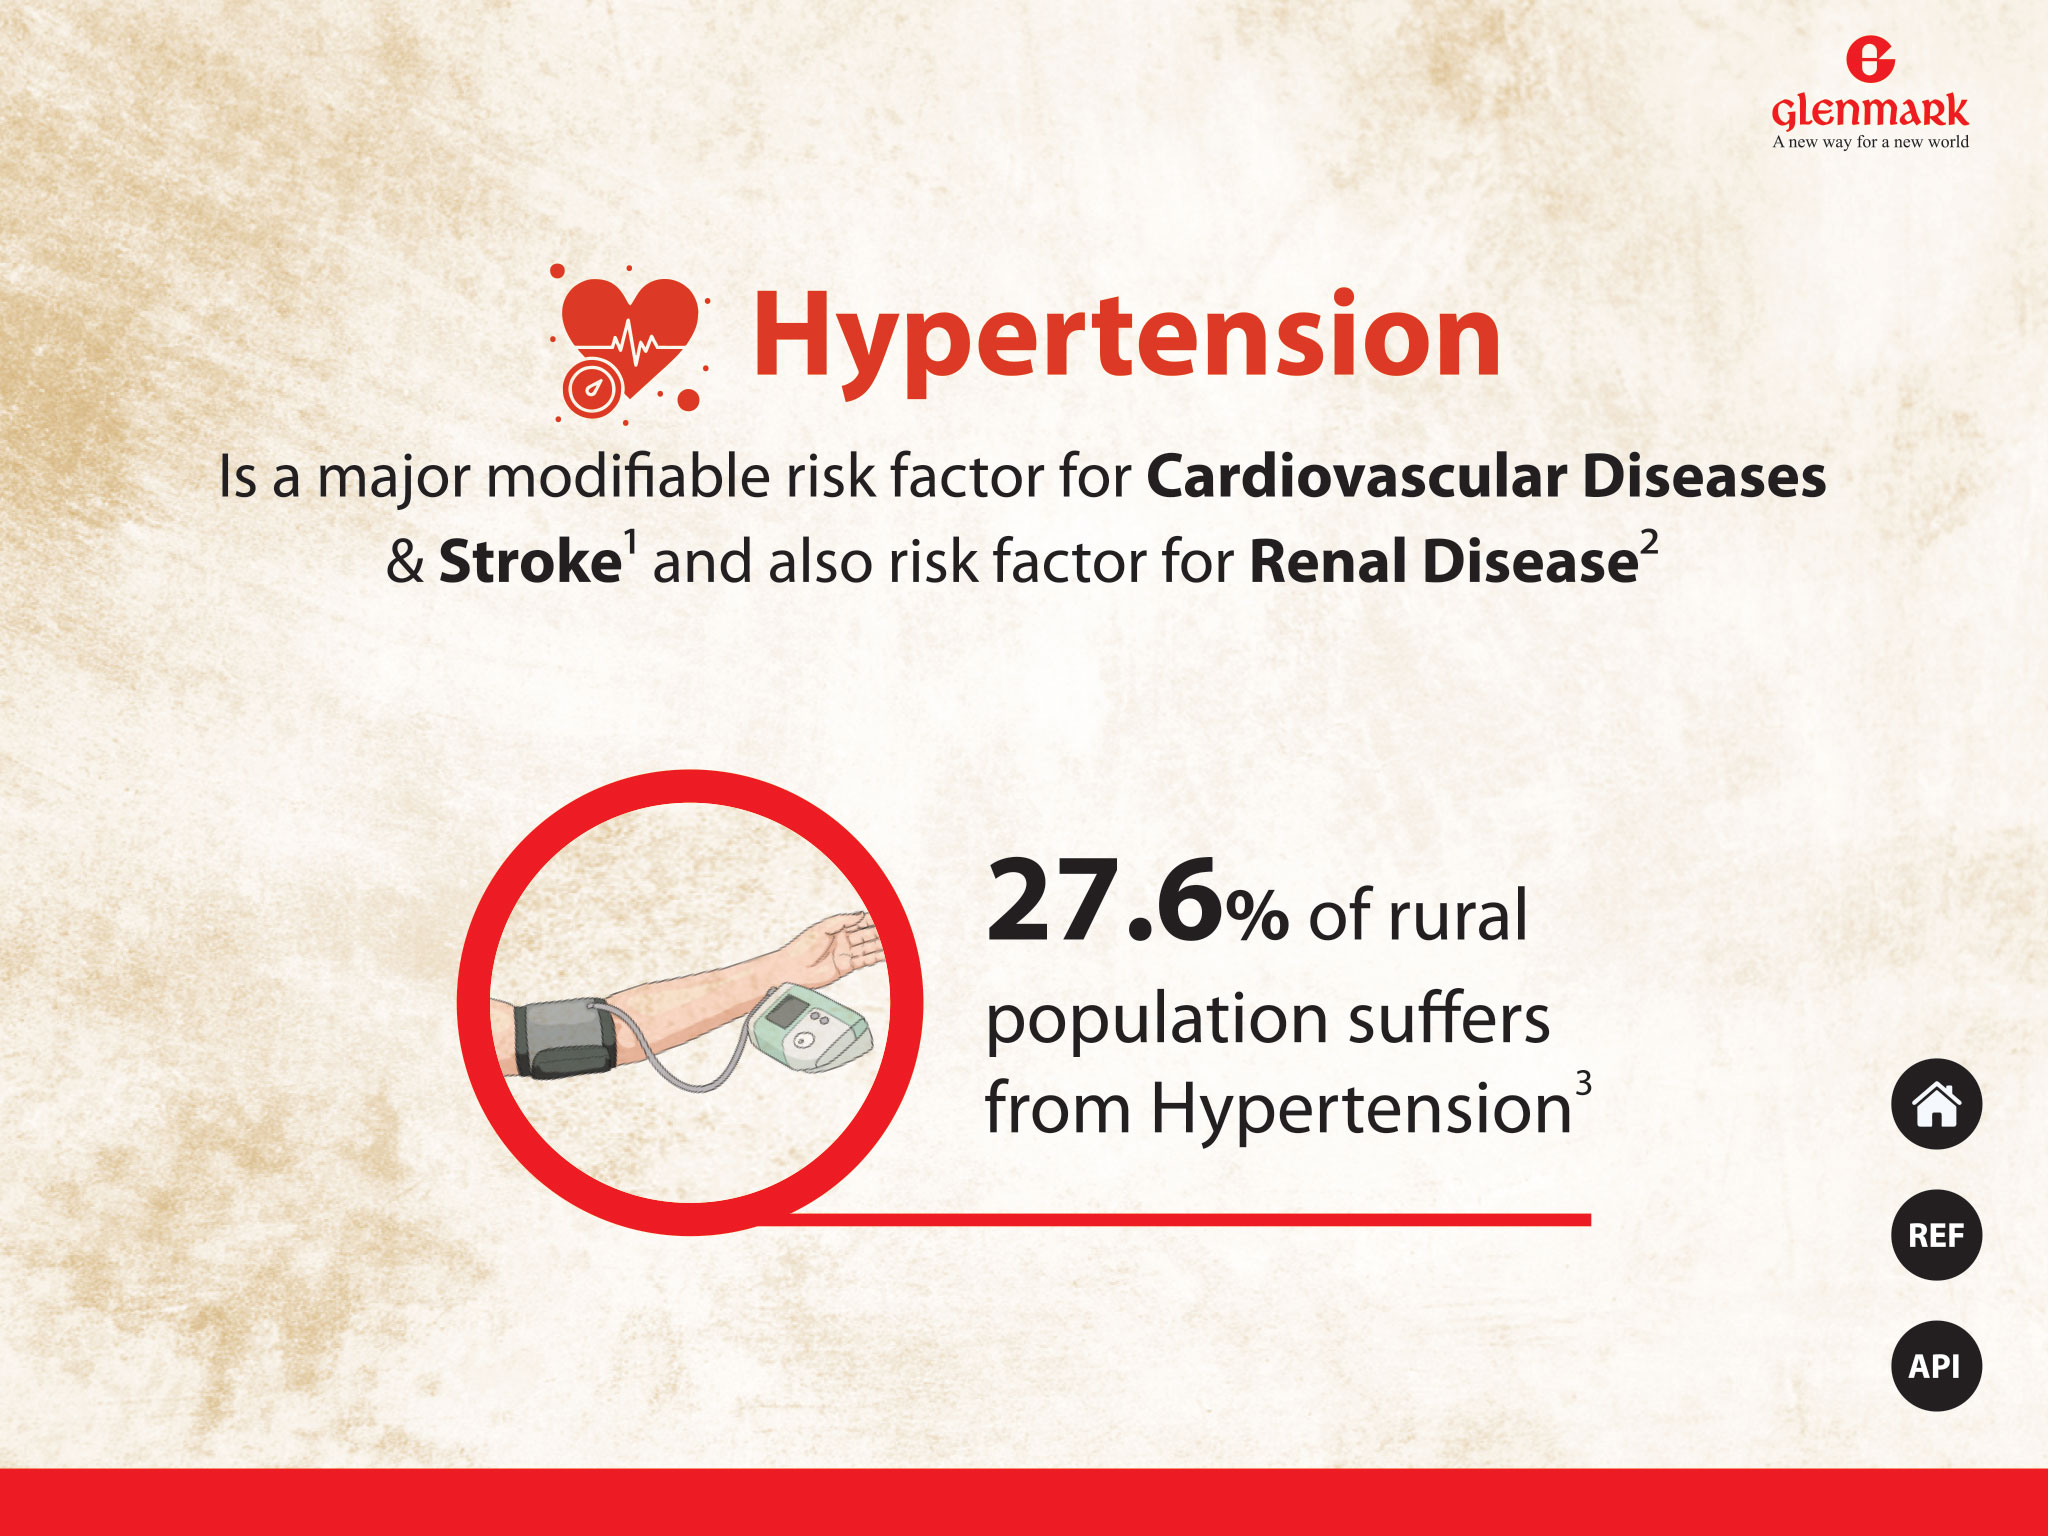 GLENMARK
A new way for a new world
Hypertension
Is a major modifiable risk factor for Cardiovascular Diseases
& Stroke¹ and also risk factor for Renal Disease²
27.6% of rural
population suffers
from Hypertension³
REF
API